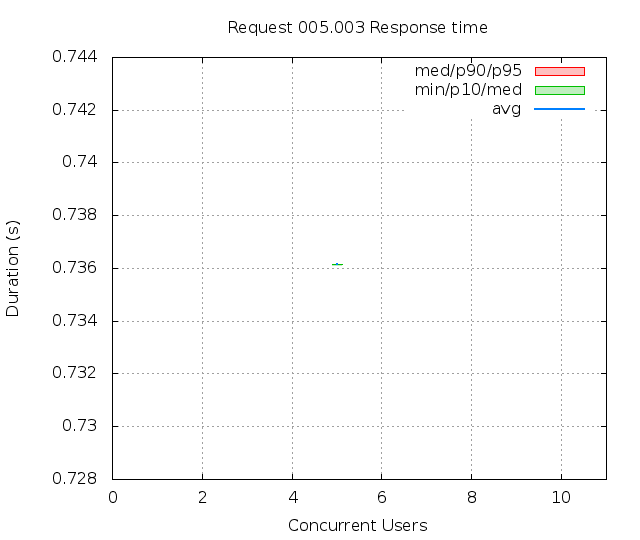 Request 005.003 Response time
med/p90/p95
min/p10/med
avg
0.744
0.742
0.74
0.738
0.736
0.734
0.732
0.73
0.728
Duration (s)
0 2 4 6 8 10
Concurrent Users